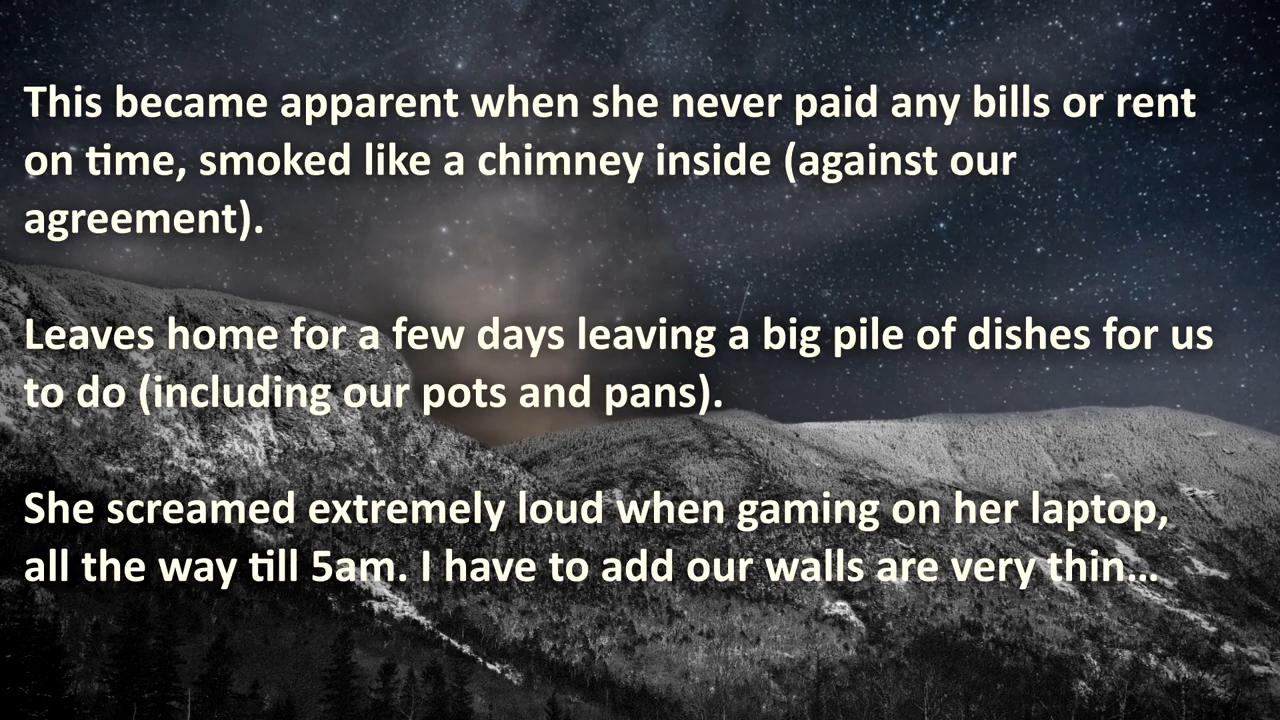 This became apparent when she never paid any bills or rent
on time, smoked like a chimney inside (against our
agreement).
Leaves home for a few days leaving a big pile of dishes for us
to do (including our pots and pans).
She screamed extremely loud when gaming on her laptop,
all the way till 5am. I have to add our walls are very thin...